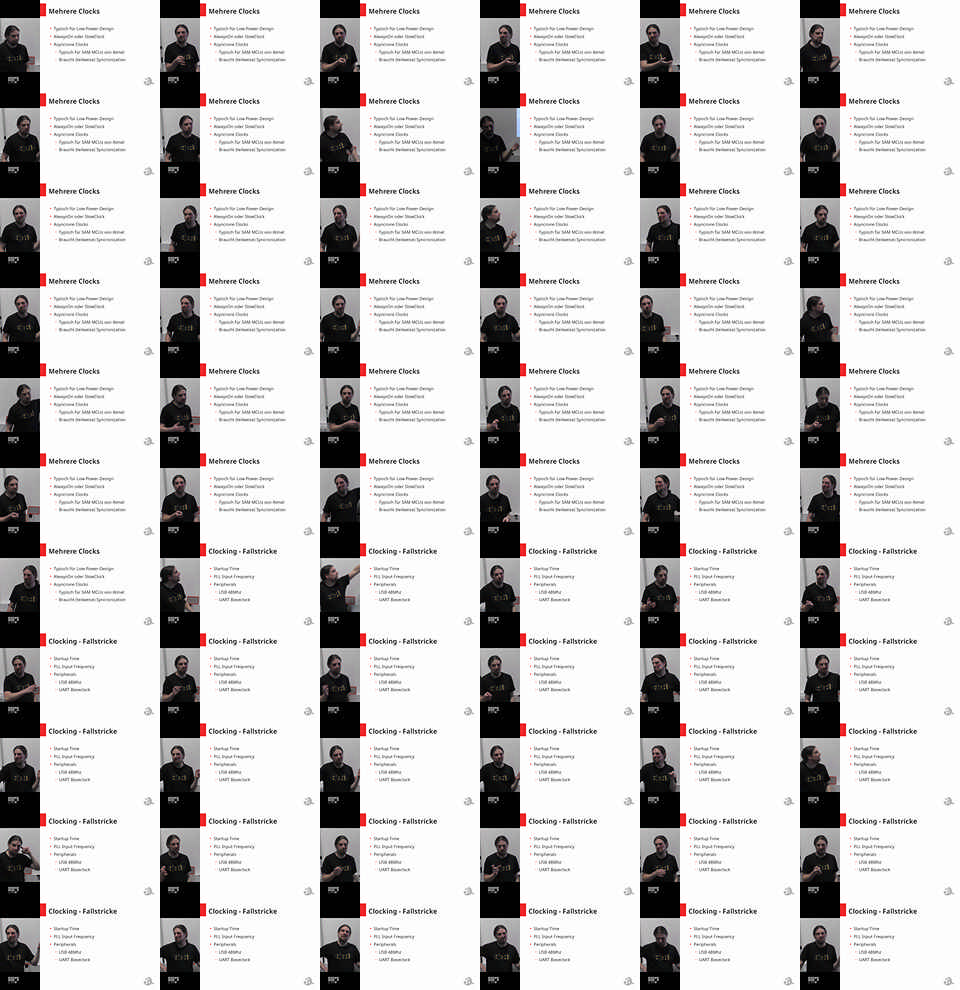 Mehrere Clocks
Typisch für Low-Power-Design
AlwaysOn oder SlowClock
Asyncrone Clocks
Typisch für SAM MCUs von Atmel
Braucht (teilweise) Syncronization
Clocking - Fallstricke
Startup Time
PLL Input Frequency
Peripherals
USB 48Mhz
UART Baseclock